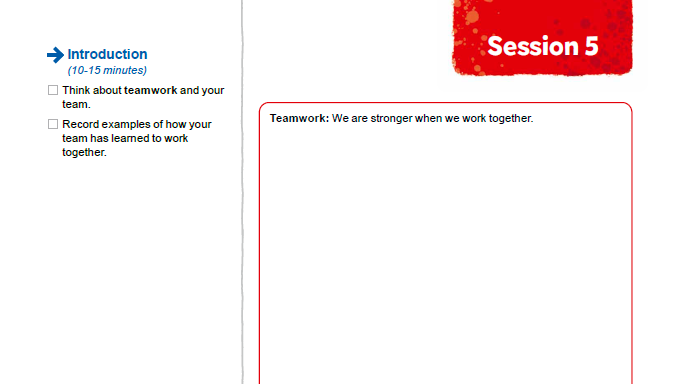 Introduction
(10-15 minutes)
Think about teamwork and your
team.
Record examples of how your
team has learned to work
together.
Session 5
Teamwork: We are stronger when we work together.